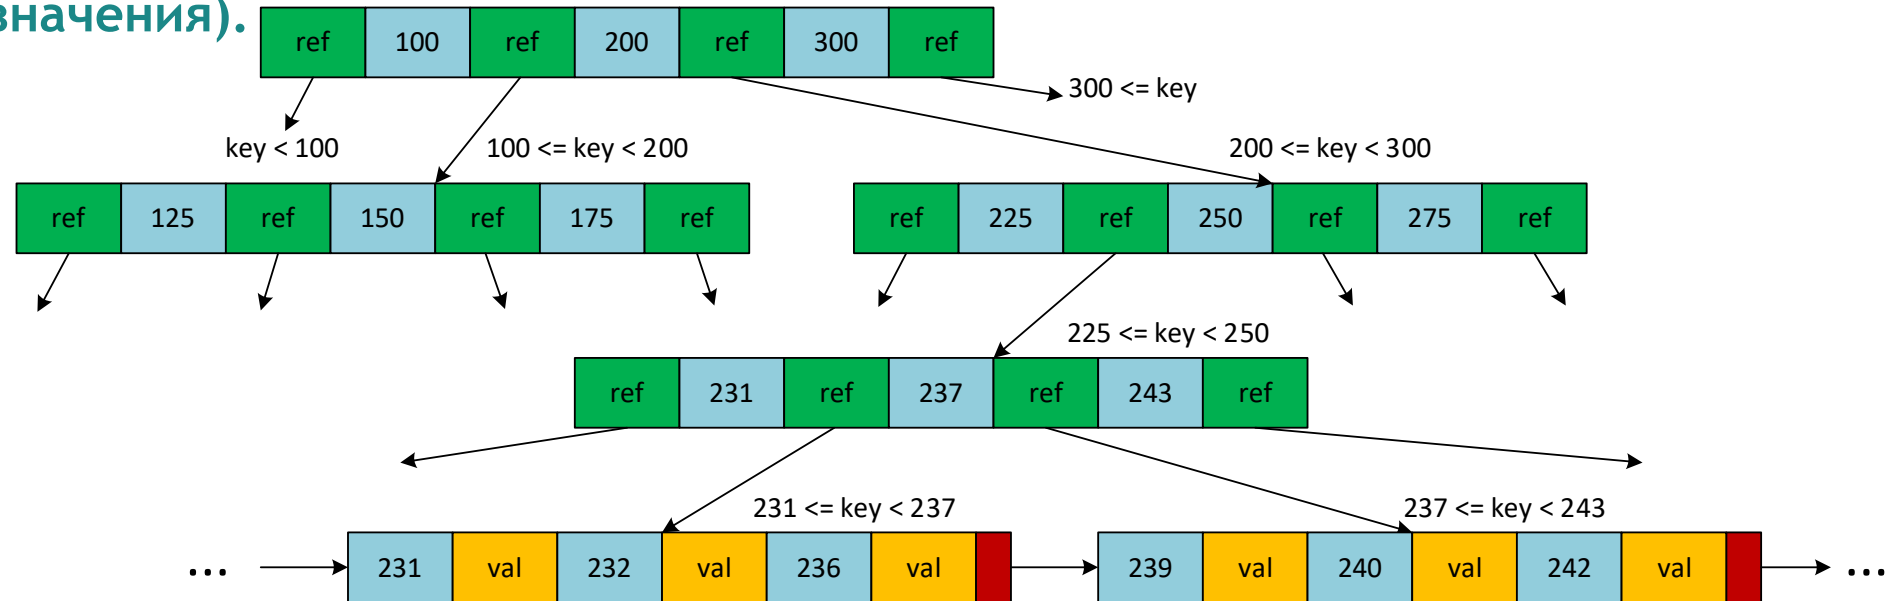 значения).
ref 100 ref 200 ref 300 ref
300 <= key
key < 100 100 <= key < 200 200 <= key < 300
ref 125 ref 150 ref 175 ref ref 225 ref 250 ref 275 ref
225 <= key < 250
ref 231 ref 237 ref 243 ref
231 <= key < 237 237 <= key < 243
... 231 val 232 val 236 val 239 val 240 val 242 val ...